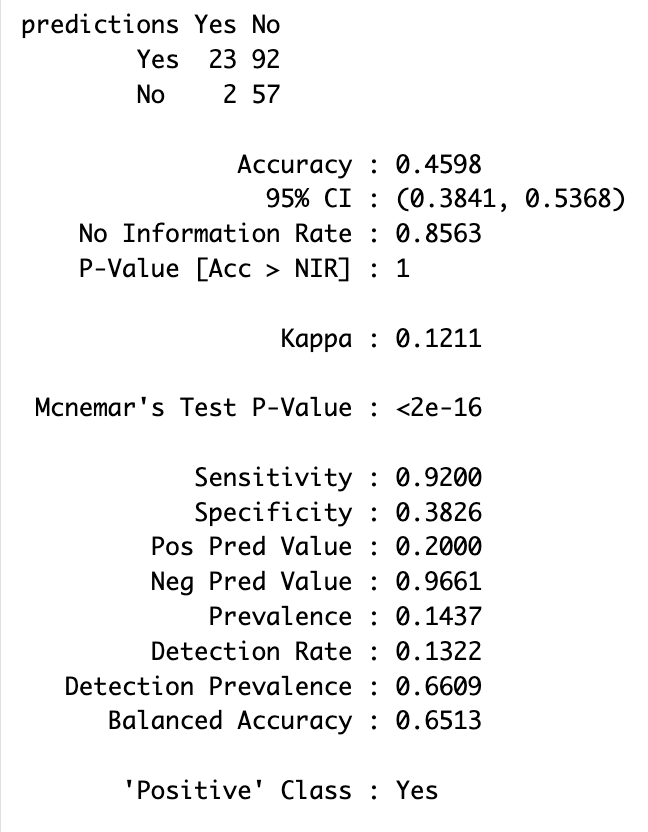 predictions Yes No
Yes 23 92
No 2 57
Accuracy : 0.4598
95% CI : (0.3841, 0.5368)
No Information Rate : 0.8563
P-Value [Acc > NIR] : 1
Kappa : 0.1211
Mcnemar's Test P-Value : <2e-16
Sensitivity : 0.9200
Specificity : 0.3826
Pos Pred Value : 0.2000
Neg Pred Value : 0.9661
Prevalence : 0.1437
Detection Rate : 0.1322
Detection Prevalence : 0.6609
Balanced Accuracy : 0.6513
'Positive' Class : Yes